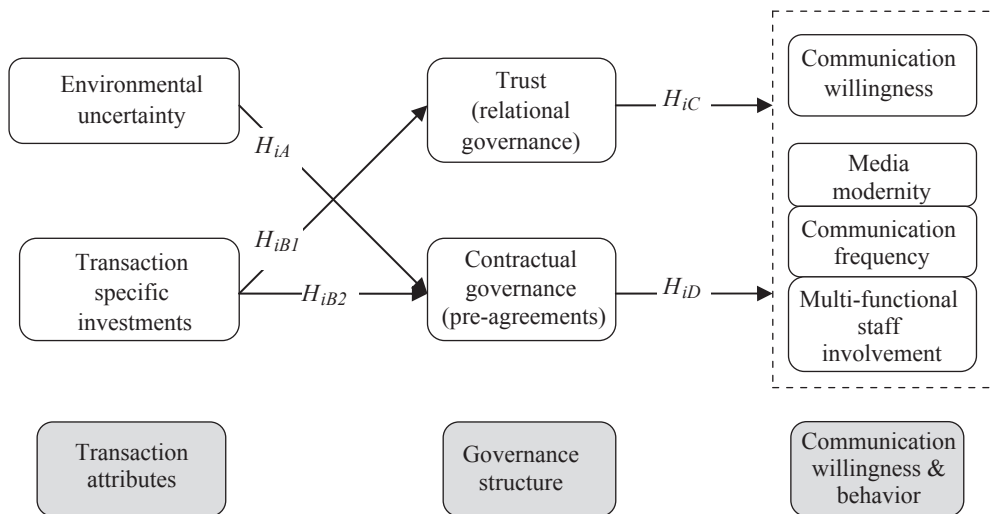 Environmental
uncertainty
Transaction
specific
investments
H_iA
H_iB1
H_iB2
Trust
(relational
governance)
Contractual
governance
(pre-agreements)
H_iC
H_iD
Communication
willingness
Media
modernity
Communication
frequency
Multi-functional
staff
involvement
Transaction
attributes
Governance
structure
Communication
willingness &
behavior